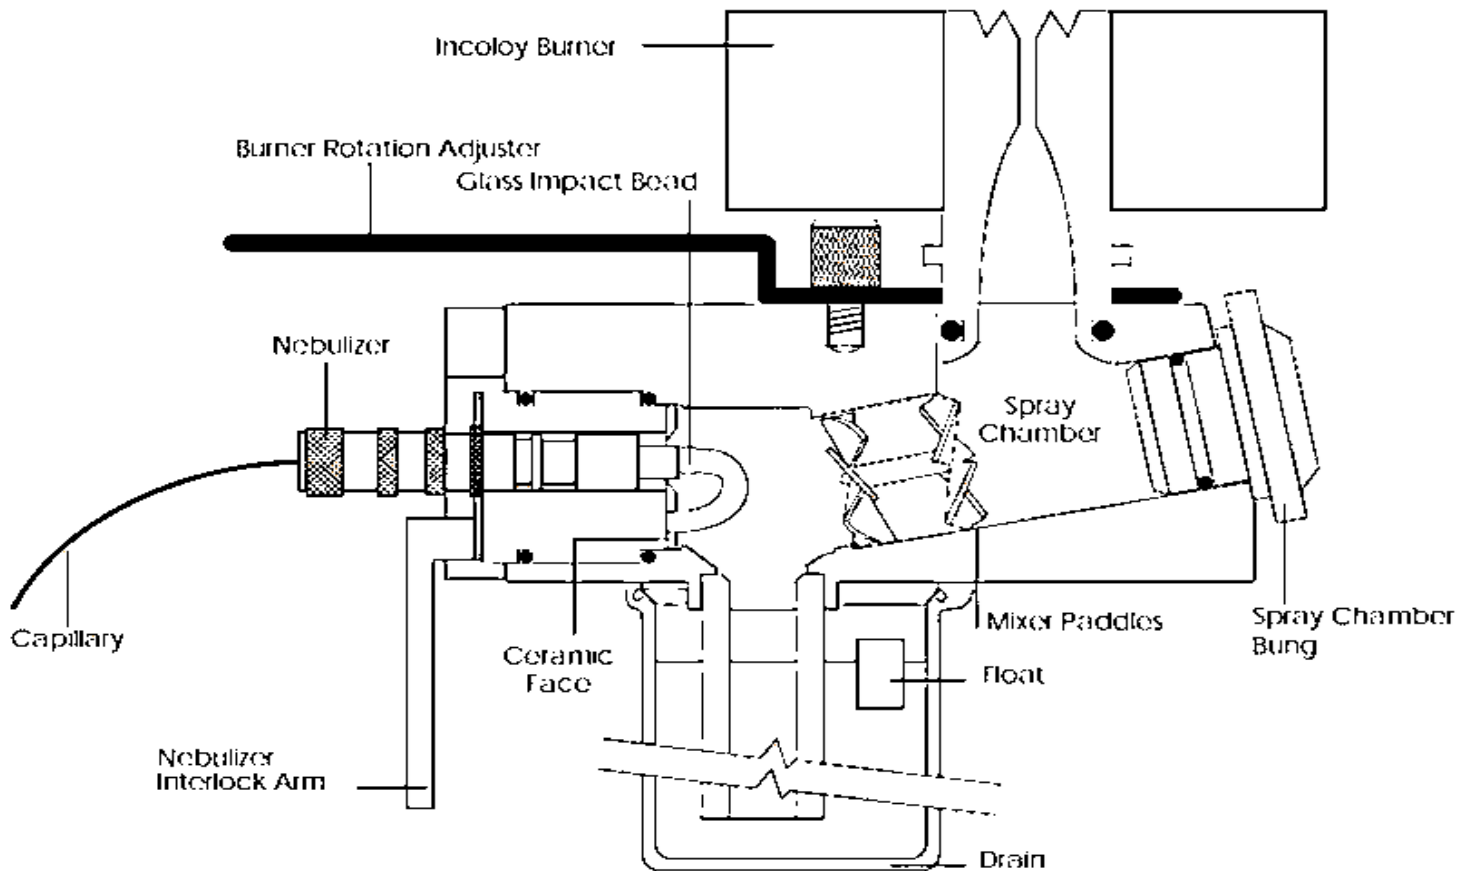 Incoloy Burner
Burner Rotation Adjuster
Glass Impact Bead
Nebulizer
Spray
Chamber
Capillary
Ceramic
Face
Mixer Paddles
Spray Chamber
Bung
Float
Nebulizer
Interlock Arm
Drain